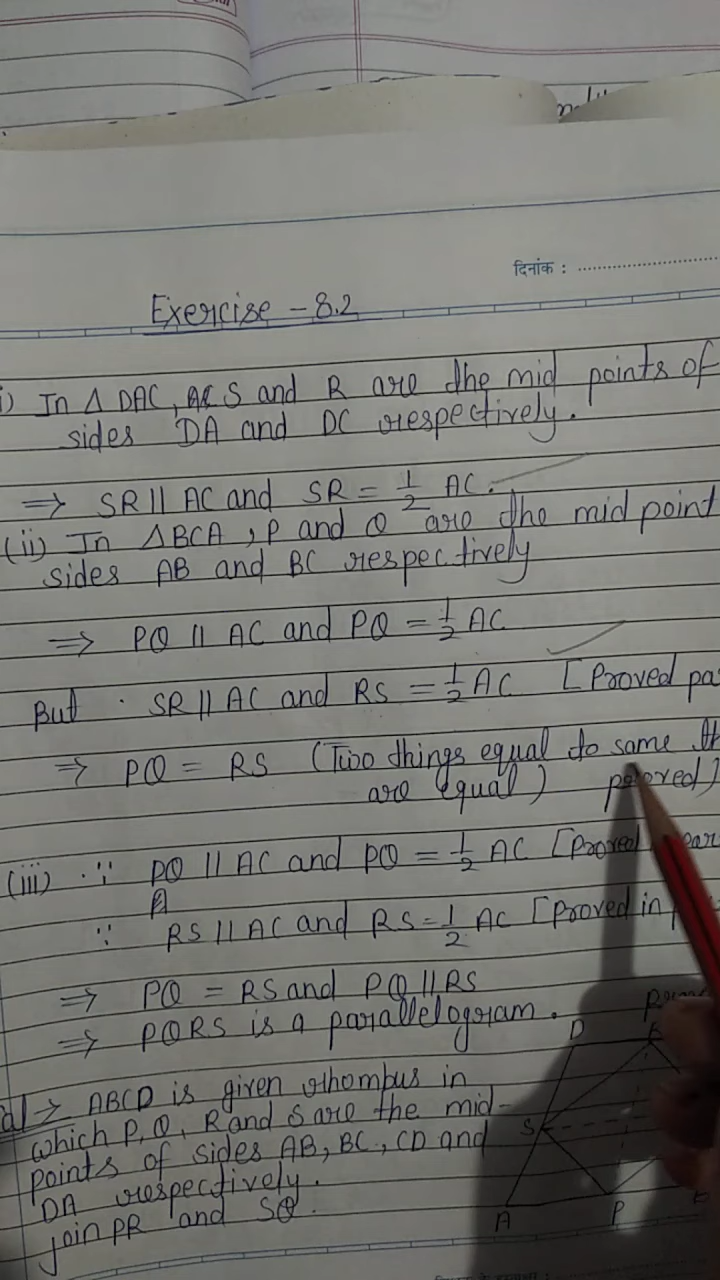 दिनांक :
Exercise - 8.2
i) In Δ DAC, S and R are the mid points of
sides DA and DC respectively.
⇒ SR || AC and SR = 1/2 AC.
(ii) In ΔBCA, P and Q are the mid point
sides AB and BC respectively
⇒ PQ || AC and PQ = 1/2 AC
But SR || AC and RS = 1/2 AC [Proved
⇒ PQ = RS (Two things equal to same
are equal)
(iii) ∵ PQ || AC and PQ = 1/2 AC [Proved
∵ RS || AC and RS = 1/2 AC [Proved in
⇒ PQ = RS and PQ || RS
⇒ PQRS is a parallelogram.
ABCD is given rhombus in
which P, Q, R and S are the mid-
points of sides AB, BC, CD and
DA respectively.
join PR and SQ.
D
S
A P